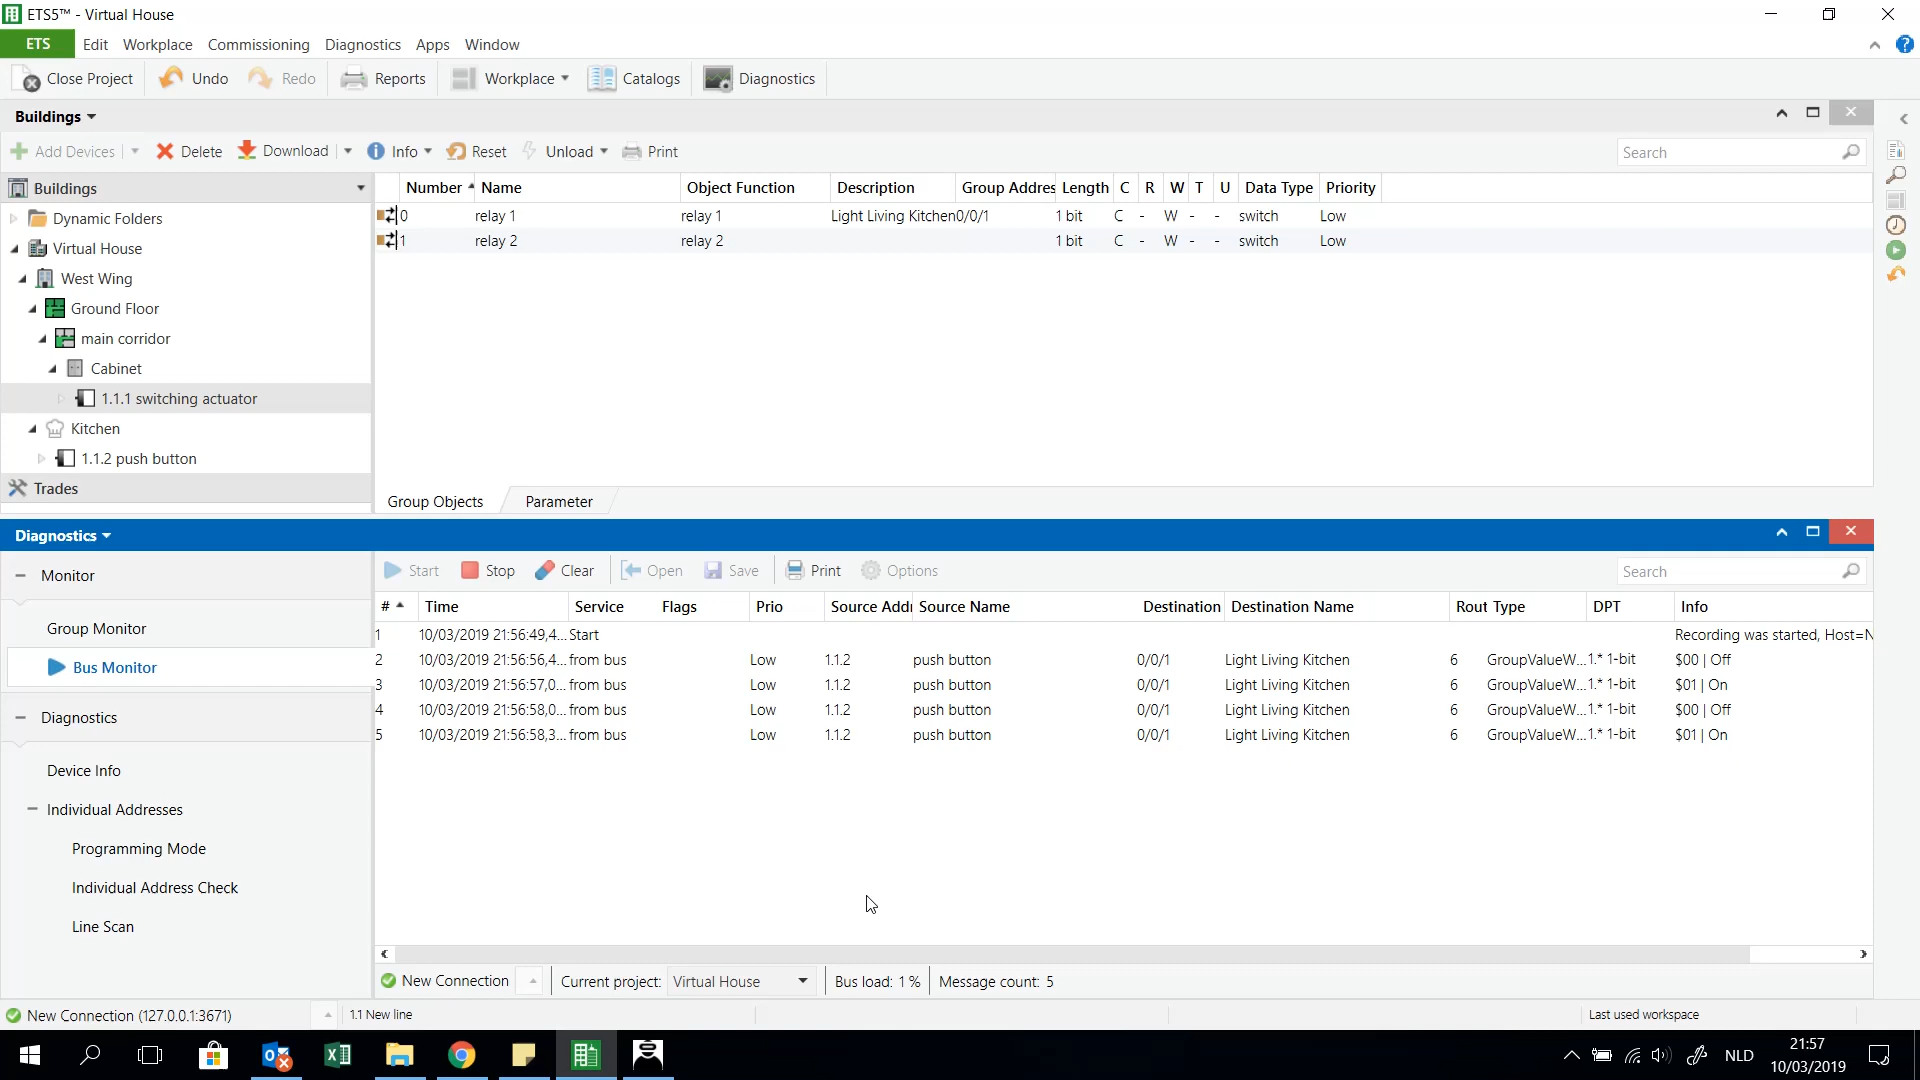 ETS5™ - Virtual House
ETS Edit Workplace Commissioning Diagnostics Apps Window
Close Project Undo Redo Reports Workplace Catalogs Diagnostics
Buildings
Add Devices Delete Download Info Reset Unload Print Search
Buildings
Dynamic Folders
Virtual House
West Wing
Ground Floor
main corridor
Cabinet
1.1.1 switching actuator
Kitchen
1.1.2 push button
Trades
Number Name Object Function Description Group Addres Length C R W T U Data Type Priority
0 relay 1 relay 1 Light Living Kitchen 0/0/1 1 bit C - W - - switch Low
1 relay 2 relay 2 1 bit C - W - - switch Low
Group Objects Parameter
Diagnostics
Monitor
Group Monitor
Bus Monitor
Diagnostics
Device Info
Individual Addresses
Programming Mode
Individual Address Check
Line Scan
Start Stop Clear Open Save Print Options Search
# Time Service Flags Prio Source Add Source Name Destination Destination Name Rout Type DPT Info
1 10/03/2019 21:56:49,4... Start Recording was started, Host=N
2 10/03/2019 21:56:56,4... from bus Low 1.1.2 push button 0/0/1 Light Living Kitchen 6 GroupValueW... 1.* 1-bit $00 | Off
3 10/03/2019 21:56:57,0... from bus Low 1.1.2 push button 0/0/1 Light Living Kitchen 6 GroupValueW... 1.* 1-bit $01 | On
4 10/03/2019 21:56:58,0... from bus Low 1.1.2 push button 0/0/1 Light Living Kitchen 6 GroupValueW... 1.* 1-bit $00 | Off
5 10/03/2019 21:56:58,3... from bus Low 1.1.2 push button 0/0/1 Light Living Kitchen 6 GroupValueW... 1.* 1-bit $01 | On
New Connection Current project: Virtual House Bus load: 1 % Message count: 5
New Connection (127.0.0.1:3671) 1.1 New line Last used workspace
NLD
21:57
10/03/2019